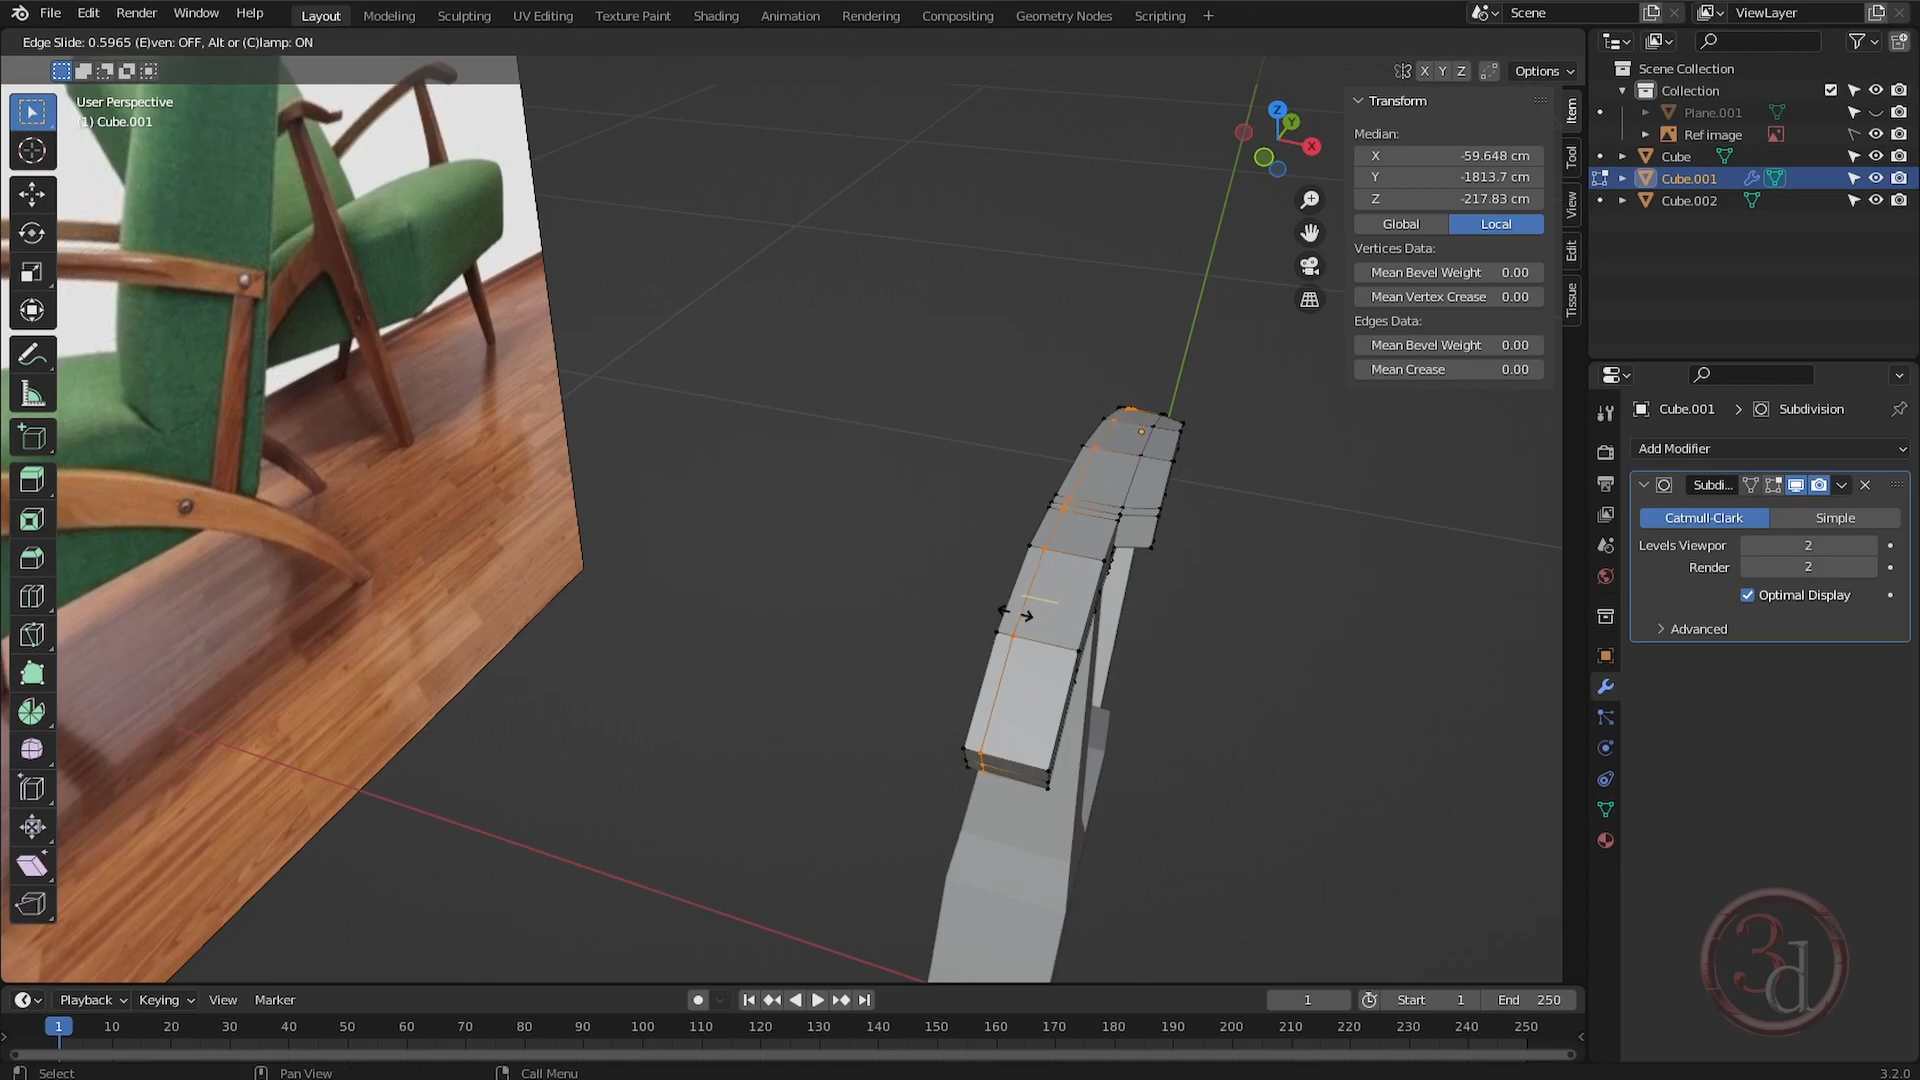 File Edit Render Window Help Layout Modeling Sculpting UV Editing Texture Paint Shading Animation Rendering Compositing Geometry Nodes Scripting + Scene ViewLayer
Edge Slide: 0.5965 (E)ven: OFF, Alt or (C)lamp: ON
X Y Z Options
User Perspective
(1) Cube.001
Z
Y
X
Transform
Median:
X -59.648 cm
Y -1813.7 cm
Z -217.83 cm
Global Local
Vertices Data:
Mean Bevel Weight 0.00
Mean Vertex Crease 0.00
Edges Data:
Mean Bevel Weight 0.00
Mean Crease 0.00
Item
Tool
View
Edit
Tissue
Scene Collection
Collection
Plane.001
Ref image
Cube
Cube.001
Cube.002
Cube.001 > Subdivision
Add Modifier
Subdi...
Catmull-Clark Simple
Levels Viewpor 2
Render 2
Optimal Display
Advanced
3d
Playback Keying View Marker 1 Start 1 End 250
1 10 20 30 40 50 60 70 80 90 100 110 120 130 140 150 160 170 180 190 200 210 220 230 240 250
Select Pan View Call Menu 3.2.0